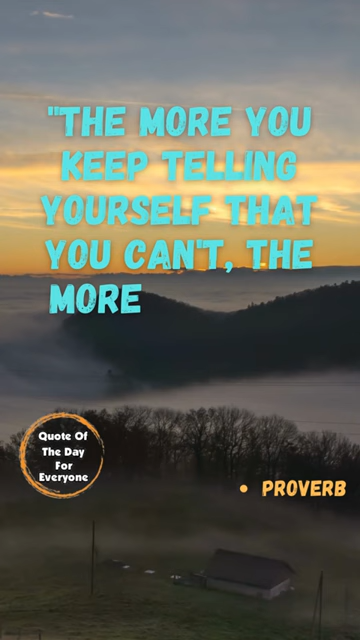 "THE MORE YOU
KEEP TELLING
YOURSELF THAT
YOU CAN'T, THE
MORE
Quote Of
The Day
For
Everyone
• PROVERB